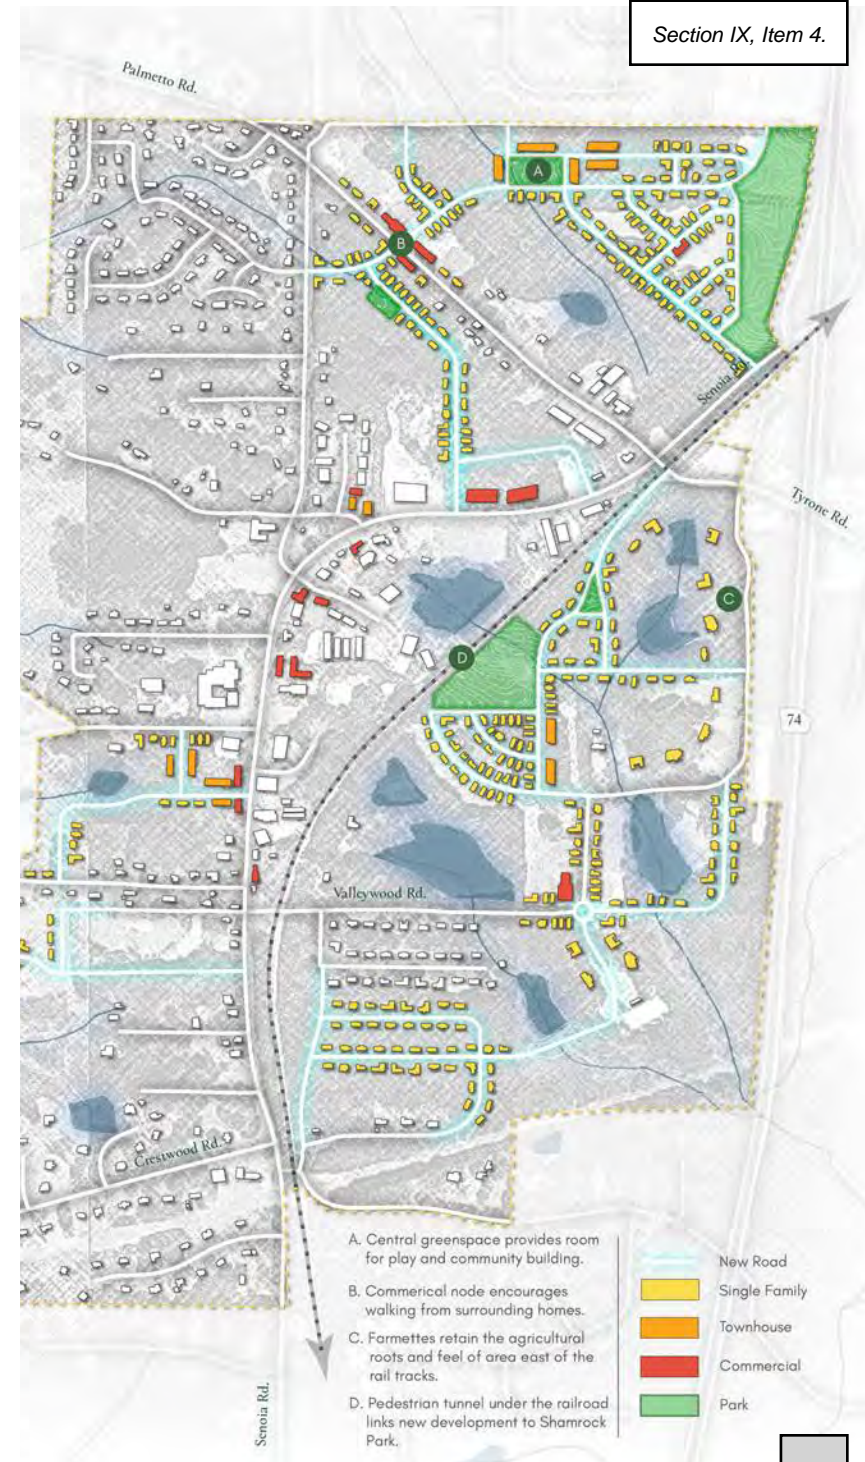 Section IX, Item 4.
Palmetto Rd.
A
B
Senoia Rd.
Tyrone Rd.
C
D
74
Valleywood Rd.
Crestwood Rd.
Senoia Rd.
A. Central greenspace provides room
for play and community building.
B. Commerical node encourages
walking from surrounding homes.
C. Farmettes retain the agricultural
roots and feel of area east of the
rail tracks.
D. Pedestrian tunnel under the railroad
links new development to Shamrock
Park.
New Road
Single Family
Townhouse
Commercial
Park